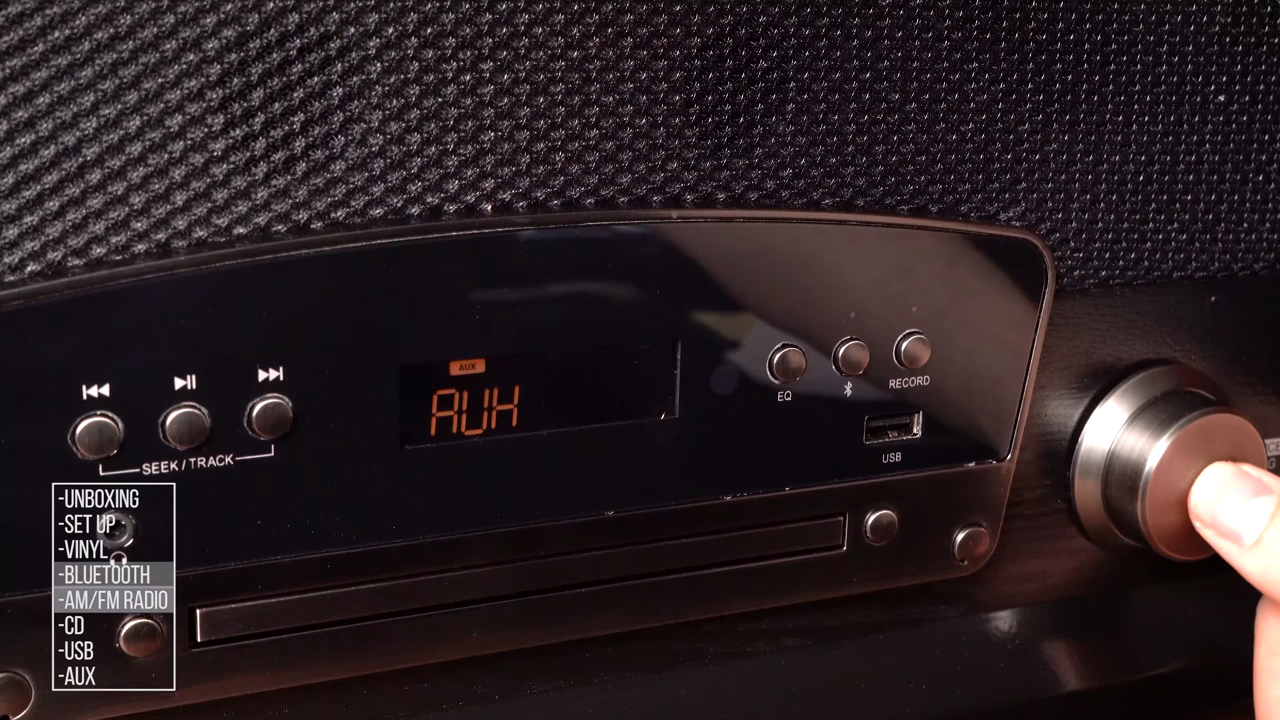 AUX
AUX
EQ
RECORD
USB
SEEK / TRACK
-UNBOXING
-SET UP
-VINYL
-BLUETOOTH
-AM/FM RADIO
-CD
-USB
-AUX